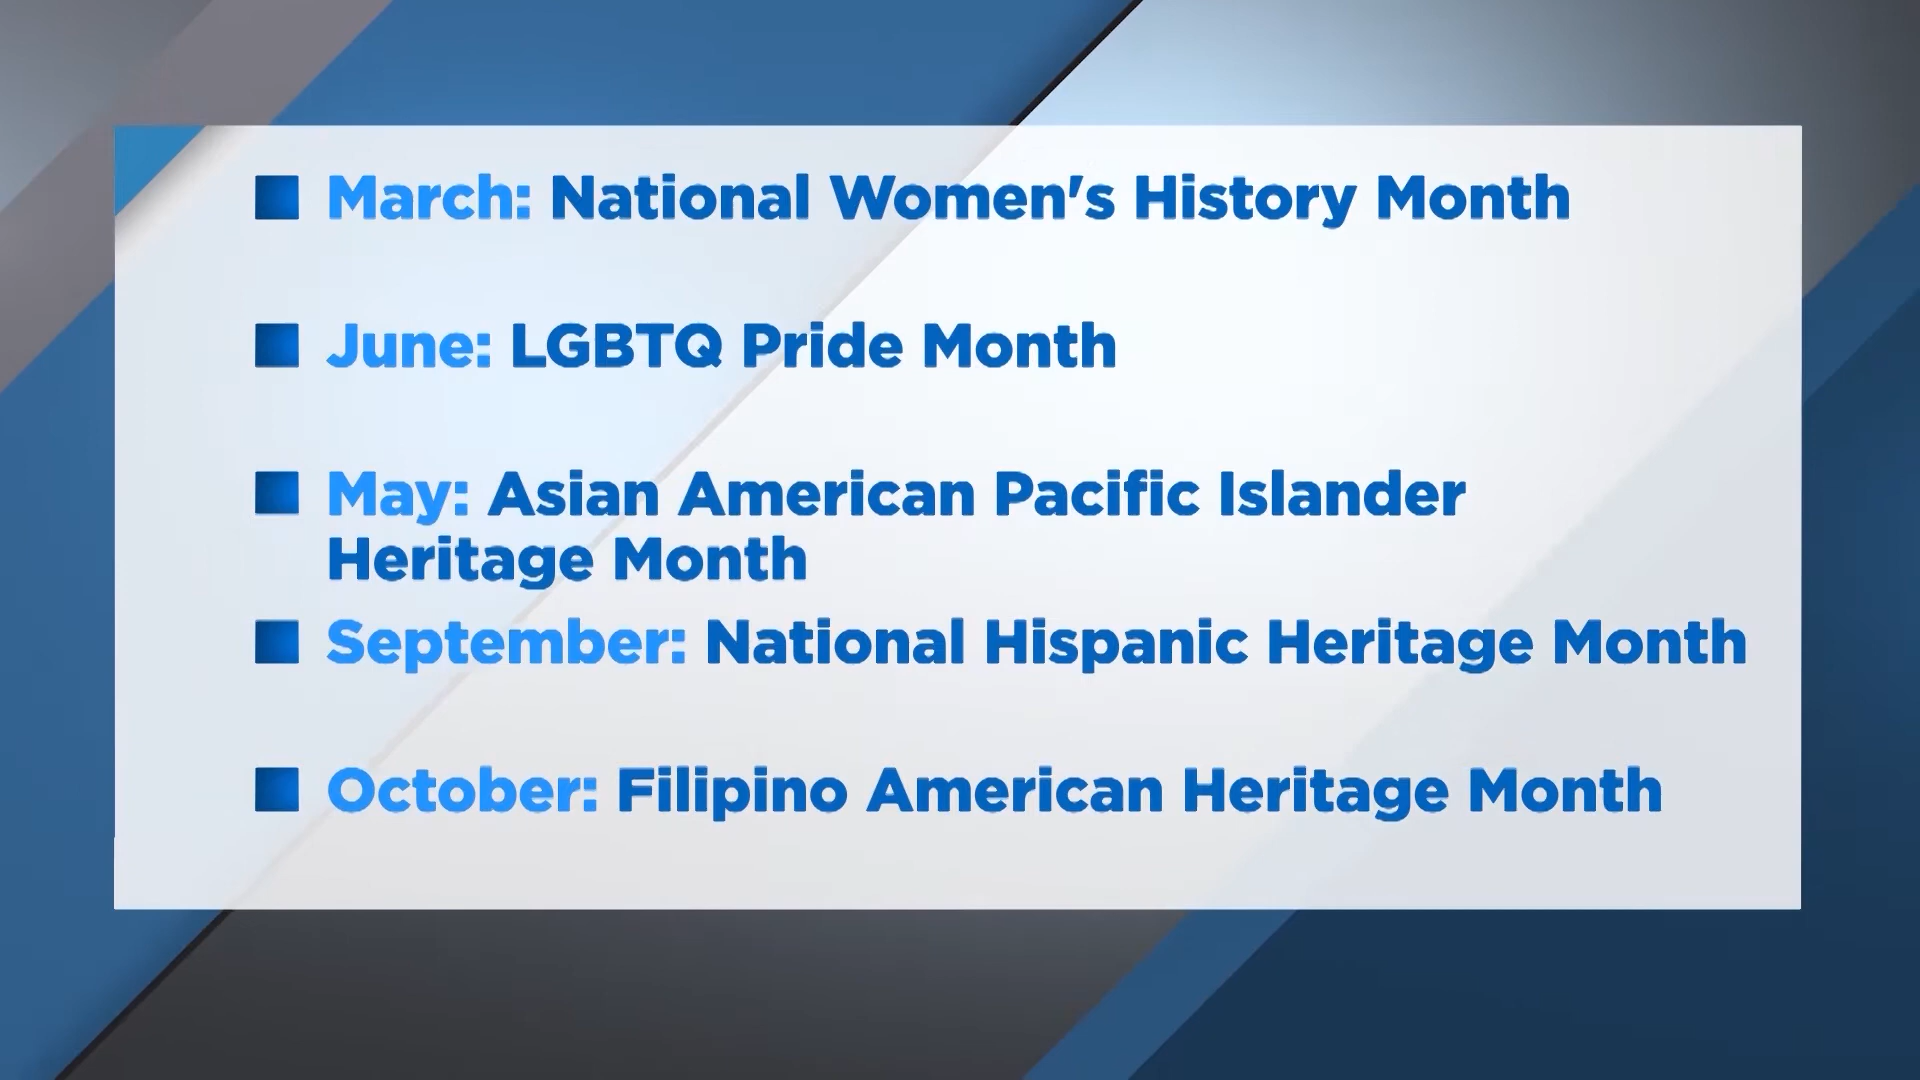 March: National Women's History Month
June: LGBTQ Pride Month
May: Asian American Pacific Islander
Heritage Month
September: National Hispanic Heritage Month
October: Filipino American Heritage Month